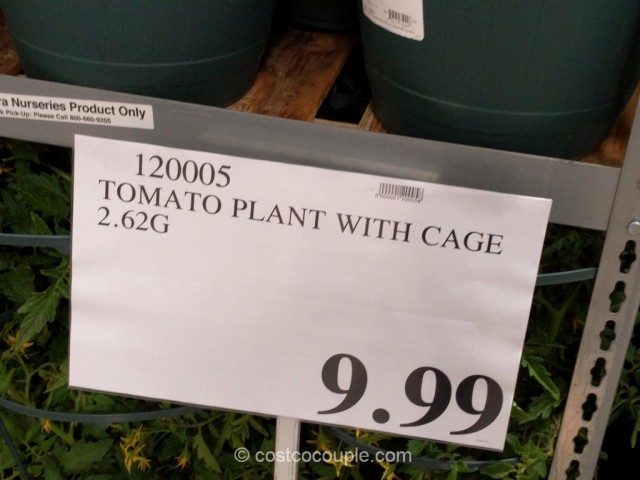 ra Nurseries Product Only
k Pick-Up: Please Call 800-660-9205
120005
TOMATO PLANT WITH CAGE
2.62G
9.99
© costcocouple.com